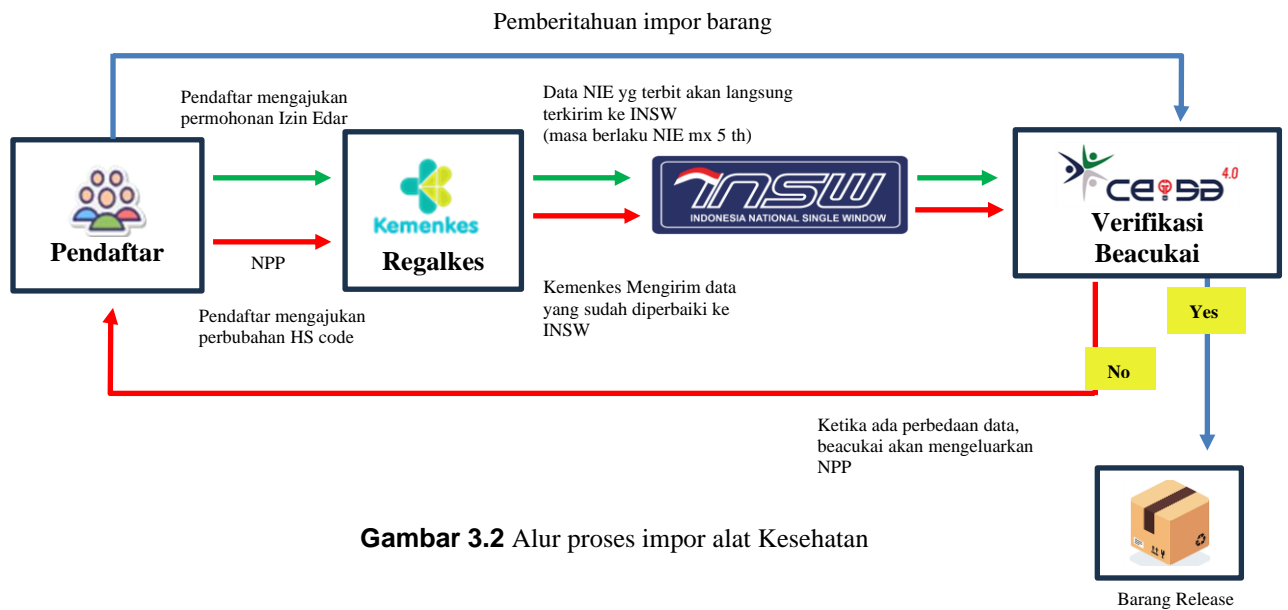 Pemberitahuan impor barang
Pendaftar mengajukan
permohonan Izin Edar
Data NIE yg terbit akan langsung
terkirim ke INSW
(masa berlaku NIE mx 5 th)
Pendaftar
Kemenkes
Regalkes
INSW
INDONESIA NATIONAL SINGLE WINDOW
CEISA 4.0
Verifikasi
Beacukai
NPP
Pendaftar mengajukan
perbubahan HS code
Kemenkes Mengirim data
yang sudah diperbaiki ke
INSW
Yes
No
Ketika ada perbedaan data,
beacukai akan mengeluarkan
NPP
Gambar 3.2 Alur proses impor alat Kesehatan
Barang Release